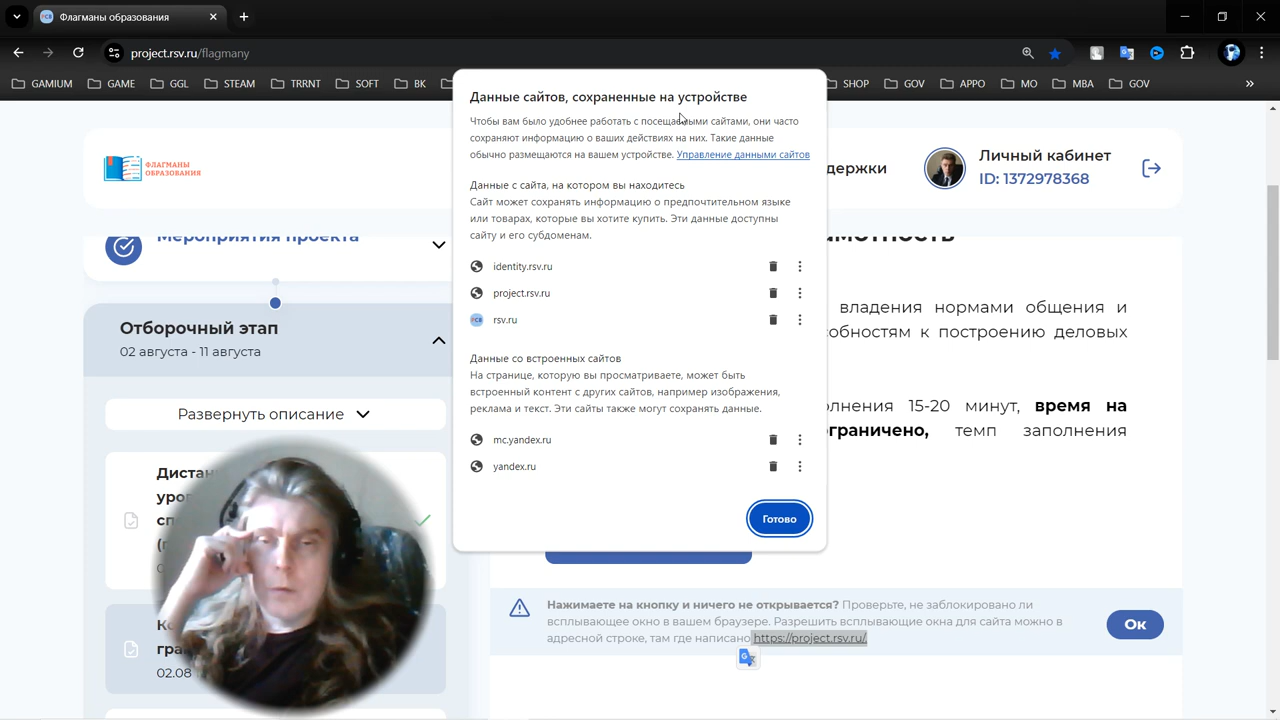 Флагманы образования
project.rsv.ru/flagmany
GAMIUM
GAME
GGL
STEAM
TRRNT
SOFT
BK
SHOP
GOV
APPO
MO
MBA
GOV
»
ФЛАГМАНЫ
ОБРАЗОВАНИЯ
Личный кабинет
ID: 1372978368
Мероприятия проекта
Отборочный этап
02 августа - 11 августа
Развернуть описание
02.08
Данные сайтов, сохраненные на устройстве
Чтобы вам было удобнее работать с посещаемыми сайтами, они часто
сохраняют информацию о ваших действиях на них. Такие данные
обычно размещаются на вашем устройстве. Управление данными сайтов
Данные с сайта, на котором вы находитесь
Сайт может сохранять информацию о предпочтительном языке
или товарах, которые вы хотите купить. Эти данные доступны
сайту и его субдоменам.
identity.rsv.ru
project.rsv.ru
rsv.ru
Данные со встроенных сайтов
На странице, которую вы просматриваете, может быть
встроенный контент с других сайтов, например изображения,
реклама и текст. Эти сайты также могут сохранять данные.
mc.yandex.ru
yandex.ru
Готово
владения нормами общения и
к построению деловых
15-20 минут, время на
темп заполнения
Нажимаете на кнопку и ничего не открывается? Проверьте, не заблокировано ли
всплывающее окно в вашем браузере. Разрешить всплывающие окна для сайта можно в
адресной строке, там где написано https://project.rsv.ru/.
Ок